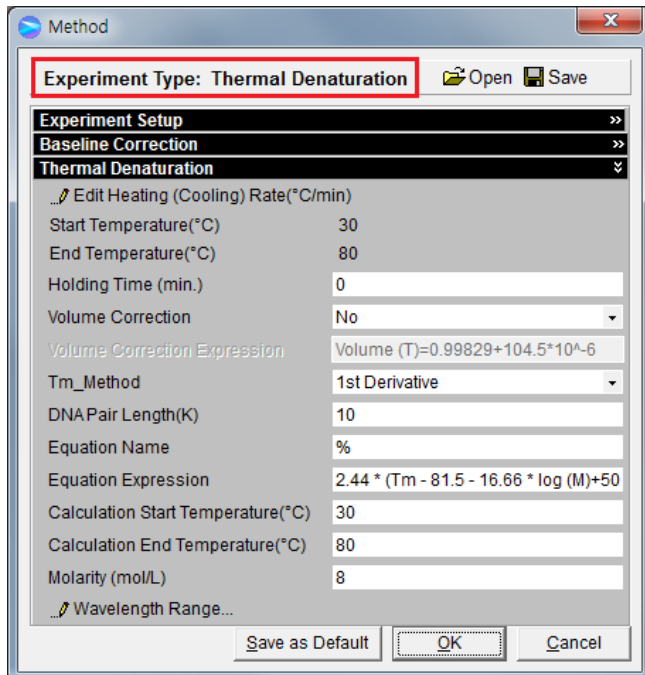 Method
Experiment Type: Thermal Denaturation Open Save
Experiment Setup »
Baseline Correction »
Thermal Denaturation
Edit Heating (Cooling) Rate(°C/min)
Start Temperature(°C) 30
End Temperature(°C) 80
Holding Time (min.) 0
Volume Correction No
Volume Correction Expression Volume (T)=0.99829+104.5*10^-6
Tm_Method 1st Derivative
DNA Pair Length(K) 10
Equation Name %
Equation Expression 2.44 * (Tm - 81.5 - 16.66 * log (M)+50
Calculation Start Temperature(°C) 30
Calculation End Temperature(°C) 80
Molarity (mol/L) 8
Wavelength Range...
Save as Default OK Cancel